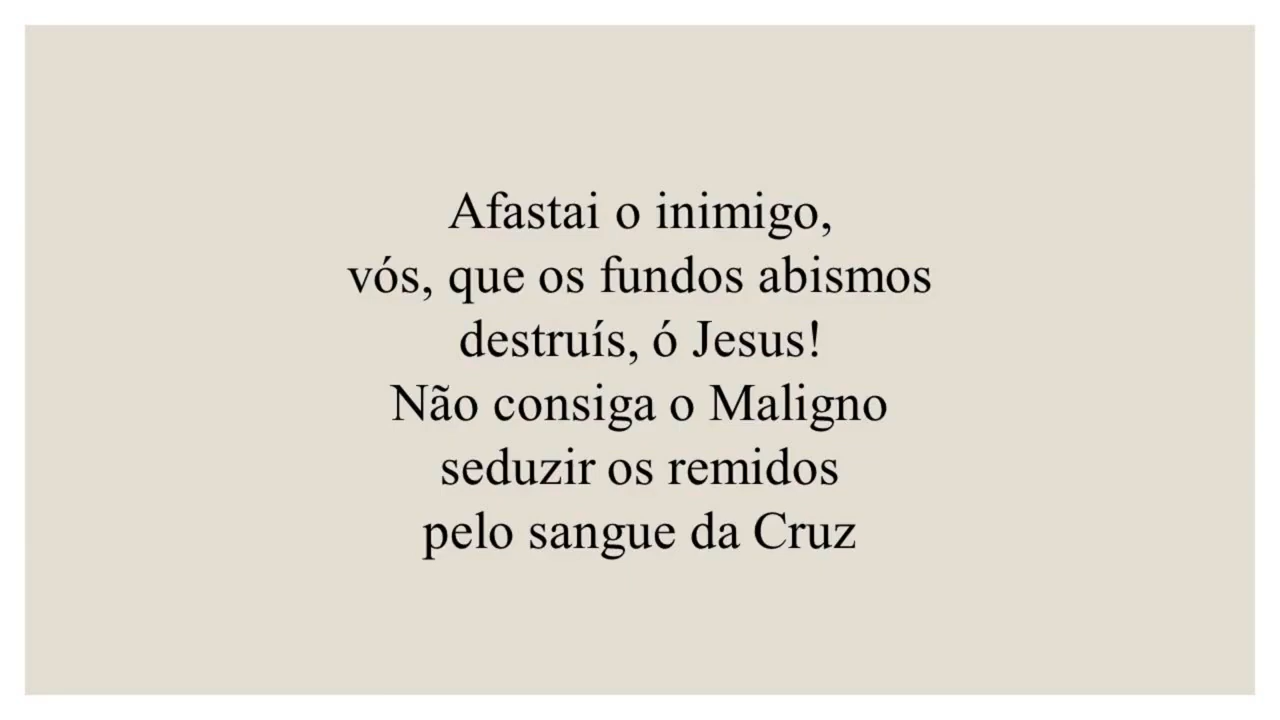 Afastai o inimigo,
vós, que os fundos abismos
destruís, ó Jesus!
Não consiga o Maligno
seduzir os remidos
pelo sangue da Cruz